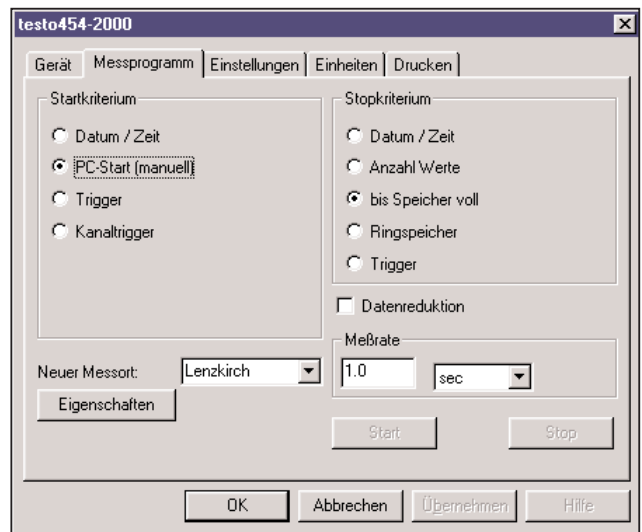 testo454-2000
Gerät Messprogramm Einstellungen Einheiten Drucken
Startkriterium
Datum / Zeit
PC-Start (manuell)
Trigger
Kanaltrigger
Stopkriterium
Datum / Zeit
Anzahl Werte
bis Speicher voll
Ringspeicher
Trigger
Datenreduktion
Neuer Messort: Lenzkirch
Eigenschaften
Meßrate
1.0 sec
Start Stop
OK Abbrechen Übernehmen Hilfe